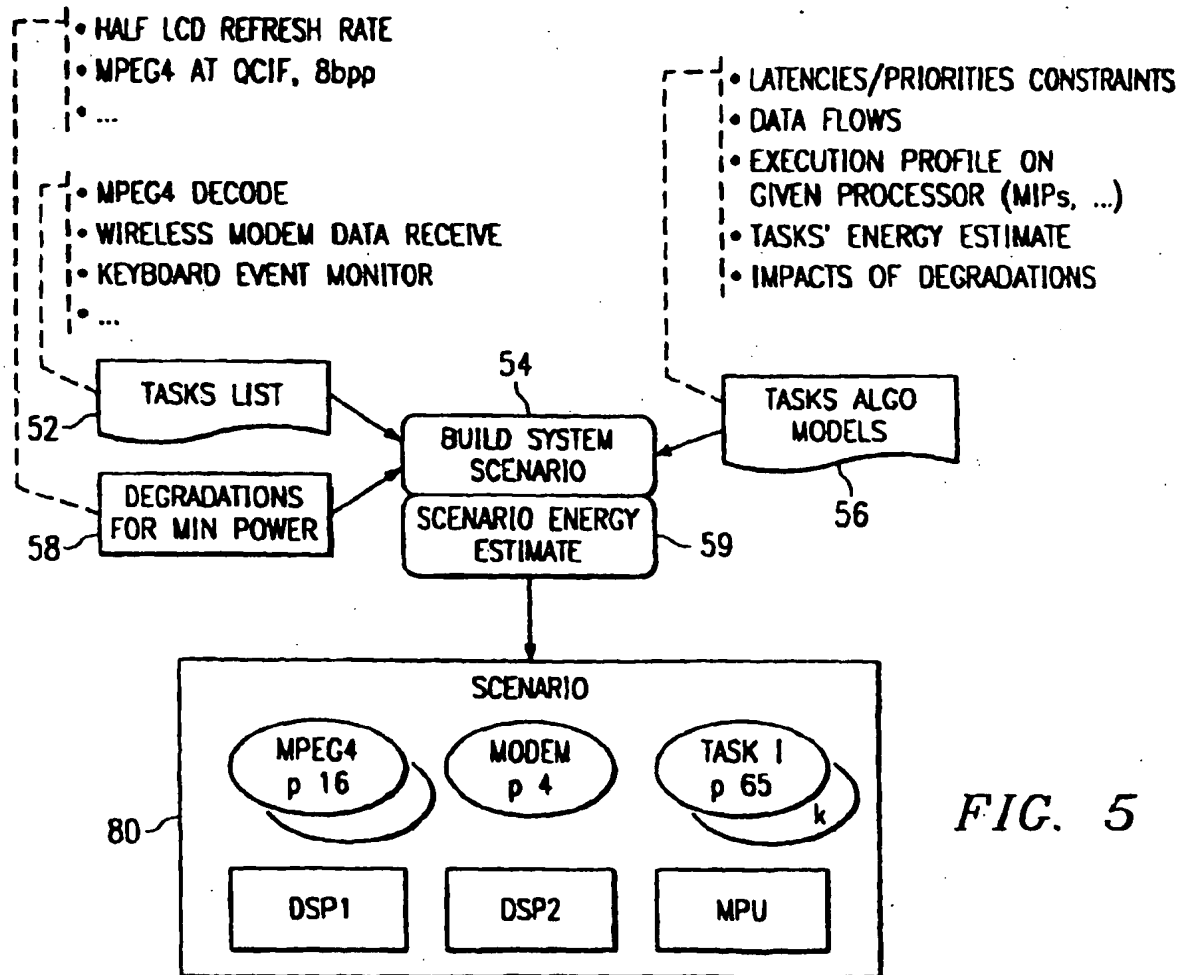 • HALF LCD REFRESH RATE
• MPEG4 AT QCIF, 8bpp
• ...
• MPEG4 DECODE
• WIRELESS MODEM DATA RECEIVE
• KEYBOARD EVENT MONITOR
• ...
• LATENCIES/PRIORITIES CONSTRAINTS
• DATA FLOWS
• EXECUTION PROFILE ON
GIVEN PROCESSOR (MIPs, ...)
• TASKS' ENERGY ESTIMATE
• IMPACTS OF DEGRADATIONS
TASKS LIST
52
DEGRADATIONS
FOR MIN POWER
58
54
BUILD SYSTEM
SCENARIO
SCENARIO ENERGY
ESTIMATE
59
TASKS ALGO
MODELS
56
SCENARIO
MPEG4
p 16
MODEM
p 4
TASK I
p 65
k
80
DSP1
DSP2
MPU
FIG. 5